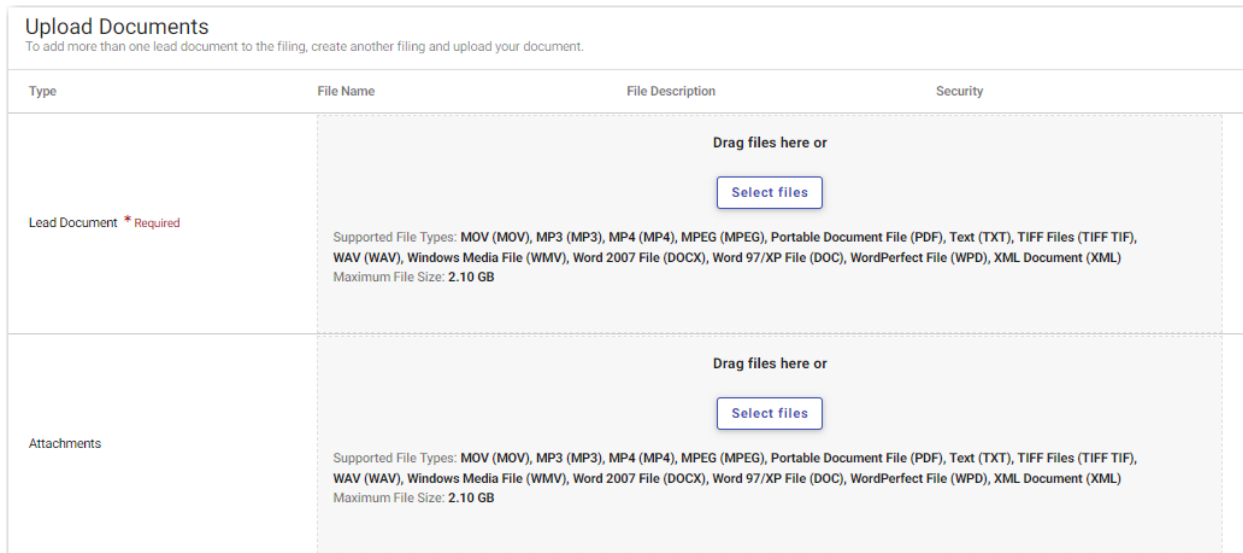 Upload Documents
To add more than one lead document to the filing, create another filing and upload your document.
Type File Name File Description Security
Drag files here or
Select files
Lead Document * Required
Supported File Types: MOV (MOV), MP3 (MP3), MP4 (MP4), MPEG (MPEG), Portable Document File (PDF), Text (TXT), TIFF Files (TIFF TIF),
WAV (WAV), Windows Media File (WMV), Word 2007 File (DOCX), Word 97/XP File (DOC), WordPerfect File (WPD), XML Document (XML)
Maximum File Size: 2.10 GB
Drag files here or
Select files
Attachments
Supported File Types: MOV (MOV), MP3 (MP3), MP4 (MP4), MPEG (MPEG), Portable Document File (PDF), Text (TXT), TIFF Files (TIFF TIF),
WAV (WAV), Windows Media File (WMV), Word 2007 File (DOCX), Word 97/XP File (DOC), WordPerfect File (WPD), XML Document (XML)
Maximum File Size: 2.10 GB